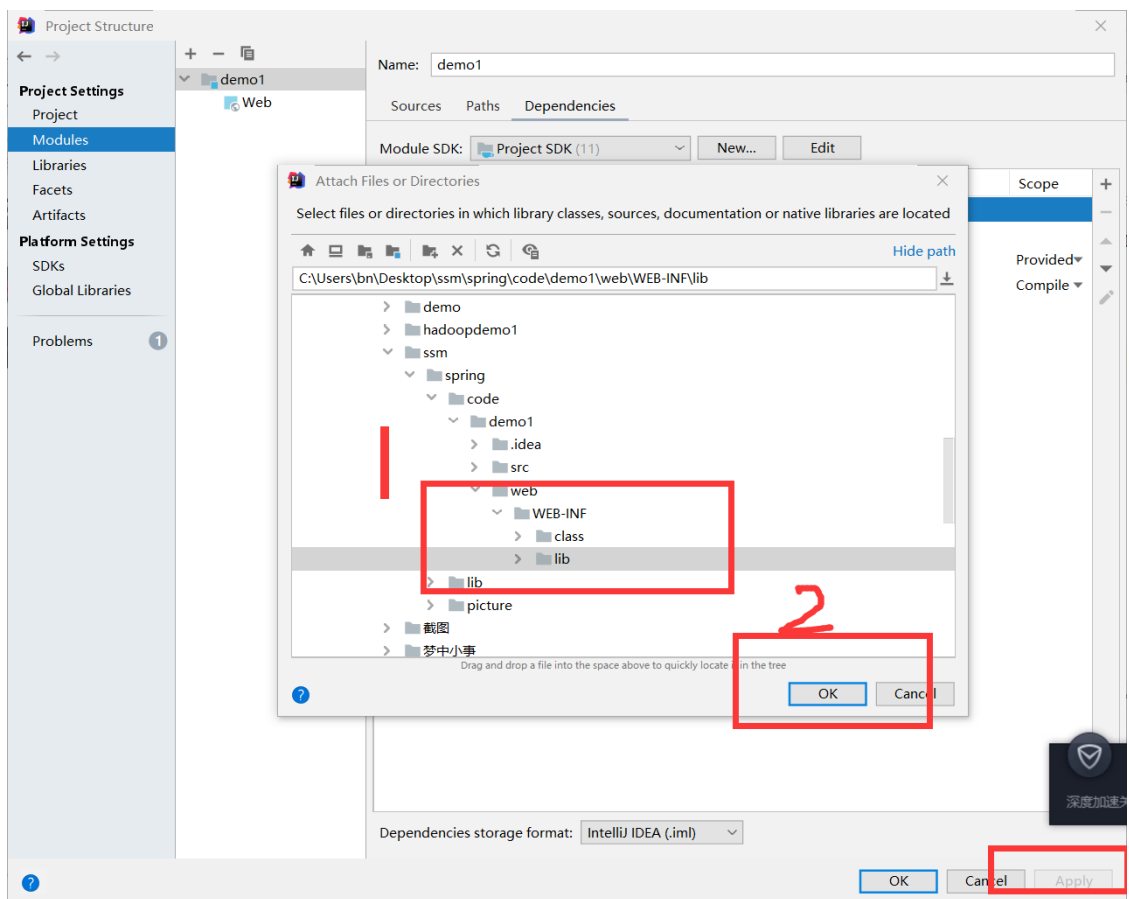 Project Structure
Name: demo1
Project Settings
Project
Modules
Libraries
Facets
Artifacts
Platform Settings
SDKs
Global Libraries
Problems 1
demo1
Web
Sources Paths Dependencies
Module SDK: Project SDK (11) New... Edit
Scope
Provided
Compile
Attach Files or Directories
Select files or directories in which library classes, sources, documentation or native libraries are located
Hide path
C:\Users\bn\Desktop\ssm\spring\code\demo1\web\WEB-INF\lib
demo
hadoopdemo1
ssm
spring
code
demo1
.idea
src
web
WEB-INF
class
lib
lib
picture
截图
梦中小事
1
2
Drag and drop a file into the space above to quickly locate it in the tree
? OK Cancel
深度加速
Dependencies storage format: IntelliJ IDEA (.iml)
? OK Cancel Apply